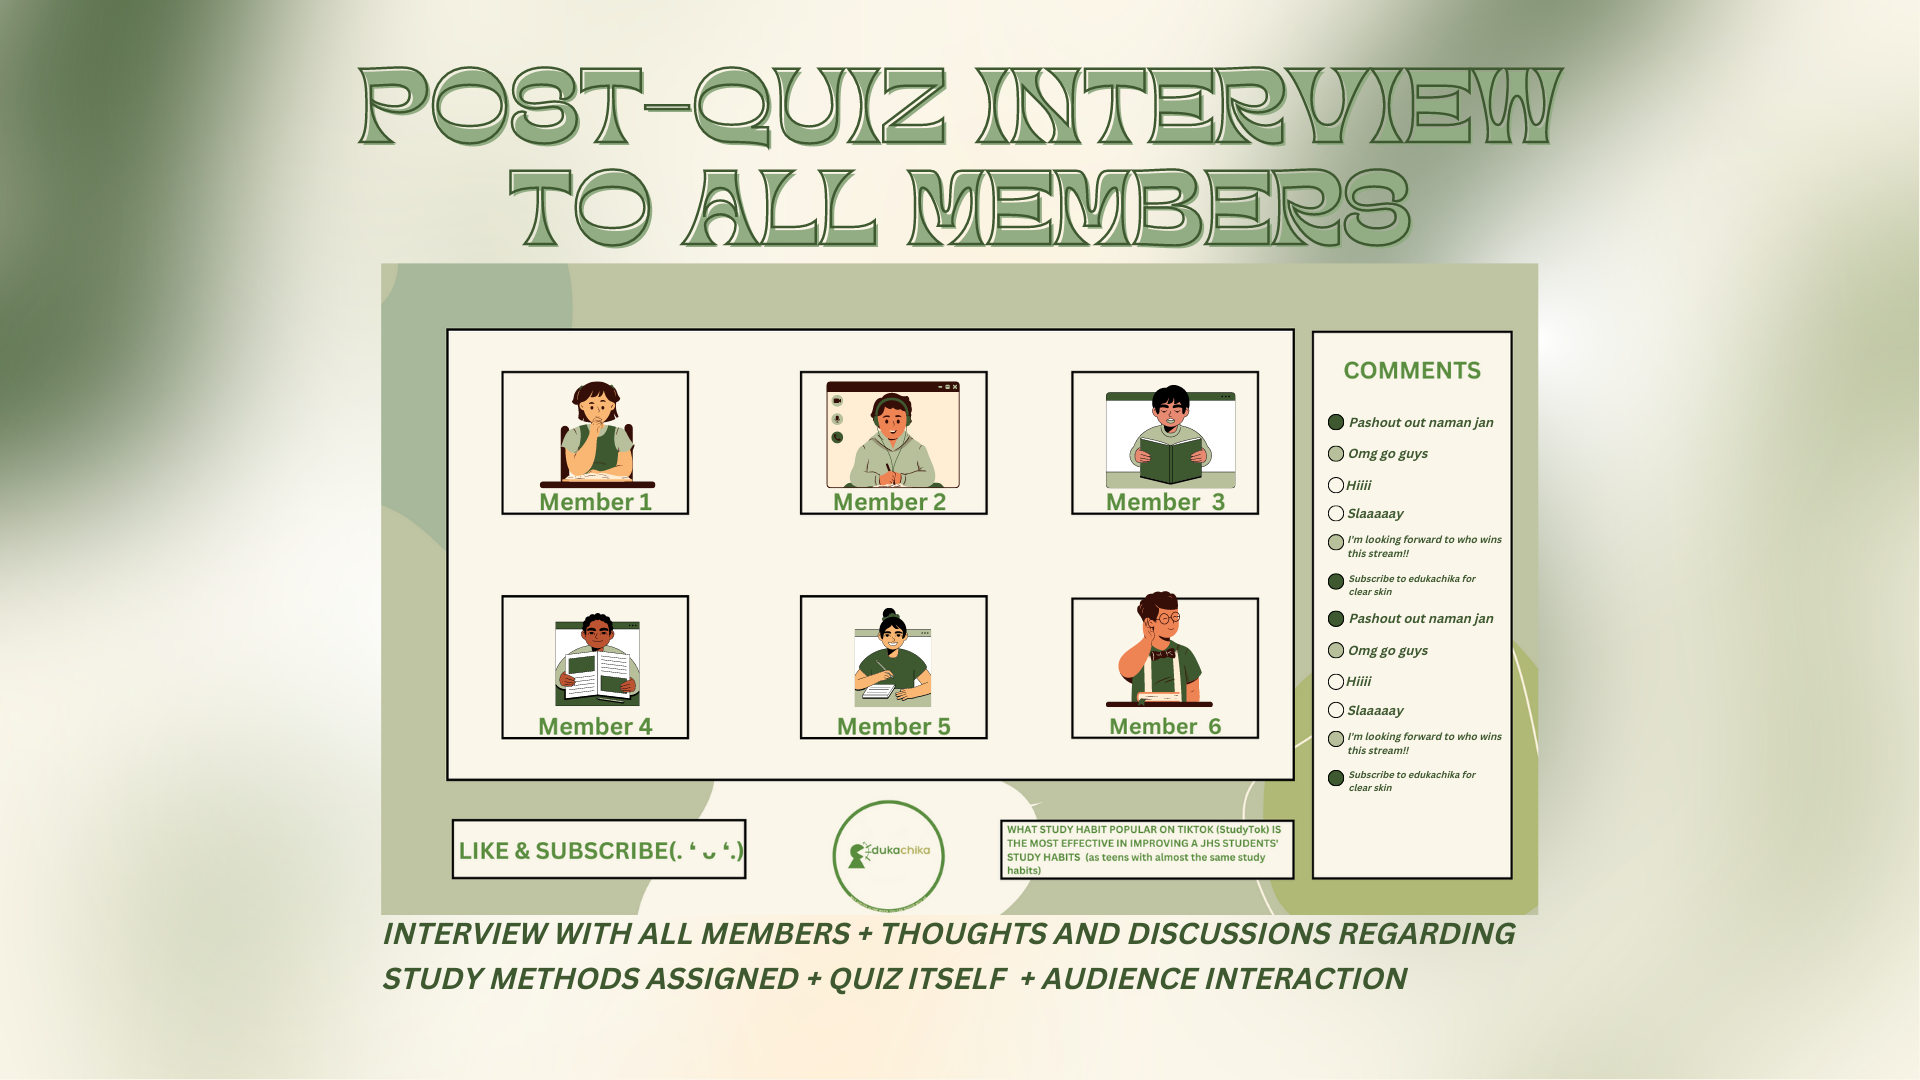 POST-QUIZ INTERVIEW
TO ALL MEMBERS
Member 1
Member 2
Member 3
Member 4
Member 5
Member 6
COMMENTS
Pashout out naman jan
Omg go guys
Hiiii
Slaaaaay
I'm looking forward to who wins
this stream!!
Subscribe to edukachika for
clear skin
Pashout out naman jan
Omg go guys
Hiiii
Slaaaaay
I'm looking forward to who wins
this stream!!
Subscribe to edukachika for
clear skin
LIKE & SUBSCRIBE(. ❛ ᴗ ❛.)
dukachika
WHAT STUDY HABIT POPULAR ON TIKTOK (StudyTok) IS
THE MOST EFFECTIVE IN IMPROVING A JHS STUDENTS'
STUDY HABITS (as teens with almost the same study
habits)
INTERVIEW WITH ALL MEMBERS + THOUGHTS AND DISCUSSIONS REGARDING
STUDY METHODS ASSIGNED + QUIZ ITSELF + AUDIENCE INTERACTION